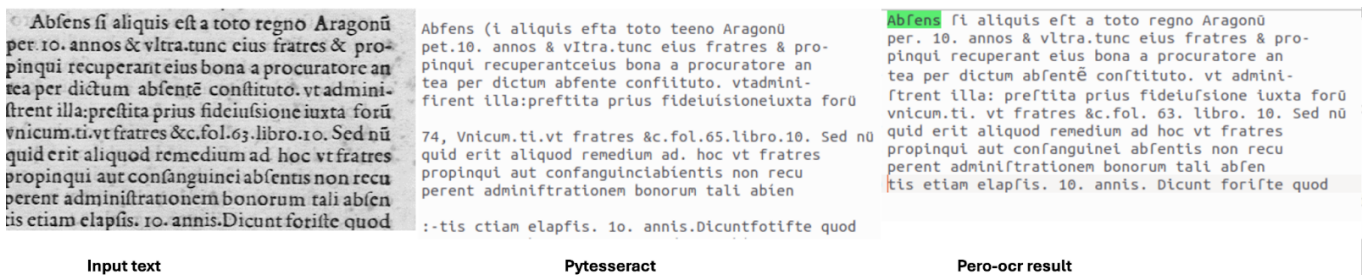 Abſens ſi aliquis eſt a toto regno Aragonū
per.10. annos & vltra.tunc eius fratres & pro-
pinqui recuperant eius bona a procuratore an
tea per dictum abſentē conſtituto. vt admini-
ſtrent illa:preſtita prius fideiuſsione iuxta forū
vnicum.ti.vt fratres &c.fol.63.libro.10. Sed nū
quid erit aliquod remedium ad hoc vt fratres
propinqui aut conſanguinei abſentis non recu
perent adminiſtrationem bonorum tali abſen
tis etiam elapſis. 10. annis.Dicunt foriſte quod
Input text
Abfens (i aliquis efta toto teeno Aragonū
pet.10. annos & vItra.tunc eius fratres & pro-
pinqui recuperanteius bona a procuratore an
tea per dictum abfente confiituto. vtadmini-
firent illa:preftita prius fideiuisioneiuxta forū
74, Vnicum.ti.vt fratres &c.fol.65.libro.10. Sed nū
quid erit aliquod remedium ad. hoc vt fratres
propinqui aut confanguinciabientis non recu
perent adminiftrationem bonorum tali abien
:-tis ctiam elapfis. 1o. annis.Dicuntfotifte quod
Pytesseract
Abſens ſi aliquis eſt a toto regno Aragonū
per. 10. annos & vltra.tunc eius fratres & pro-
pinqui recuperant eius bona a procuratore an
tea per dictum abſentē conſtituto. vt admini-
ſtrent illa: preſtita prius fideiuſsione iuxta forū
vnicum.ti. vt fratres &c.fol. 63. libro. 10. Sed nū
quid erit aliquod remedium ad hoc vt fratres
propinqui aut conſanguinei abſentis non recu
perent adminiſtrationem bonorum tali abſen
tis etiam elapſis. 10. annis. Dicunt foriſte quod
Pero-ocr result